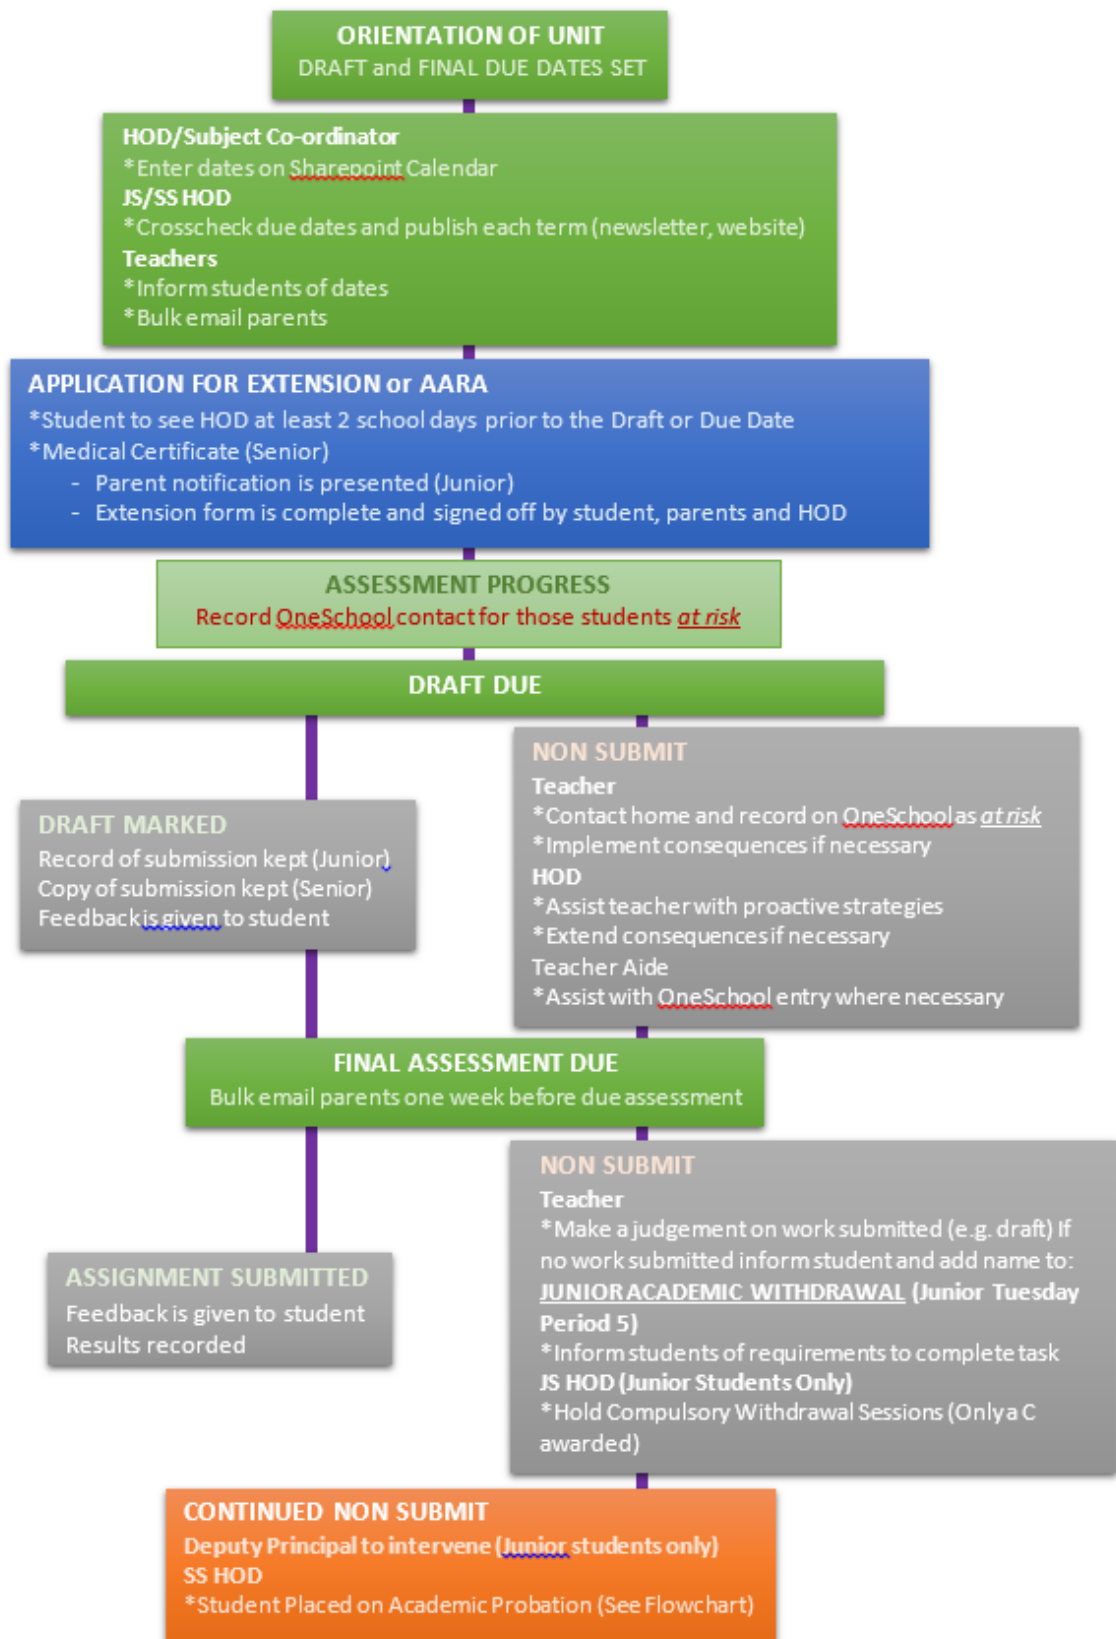 ORIENTATION OF UNIT
DRAFT and FINAL DUE DATES SET
HOD/Subject Co-ordinator
*Enter dates on Sharepoint Calendar
JS/SS HOD
*Crosscheck due dates and publish each term (newsletter, website)
Teachers
*Inform students of dates
*Bulk email parents
APPLICATION FOR EXTENSION or AARA
*Student to see HOD at least 2 school days prior to the Draft or Due Date
*Medical Certificate (Senior)
- Parent notification is presented (Junior)
- Extension form is complete and signed off by student, parents and HOD
ASSESSMENT PROGRESS
Record OneSchool contact for those students at risk
DRAFT DUE
DRAFT MARKED
Record of submission kept (Junior)
Copy of submission kept (Senior)
Feedback is given to student
NON SUBMIT
Teacher
*Contact home and record on OneSchool as at risk
*Implement consequences if necessary
HOD
*Assist teacher with proactive strategies
*Extend consequences if necessary
Teacher Aide
*Assist with OneSchool entry where necessary
FINAL ASSESSMENT DUE
Bulk email parents one week before due assessment
ASSIGNMENT SUBMITTED
Feedback is given to student
Results recorded
NON SUBMIT
Teacher
*Make a judgement on work submitted (e.g. draft) If
no work submitted inform student and add name to:
JUNIOR ACADEMIC WITHDRAWAL (Junior Tuesday
Period 5)
*Inform students of requirements to complete task
JS HOD (Junior Students Only)
*Hold Compulsory Withdrawal Sessions (Only a C
awarded)
CONTINUED NON SUBMIT
Deputy Principal to intervene (Junior students only)
SS HOD
*Student Placed on Academic Probation (See Flowchart)